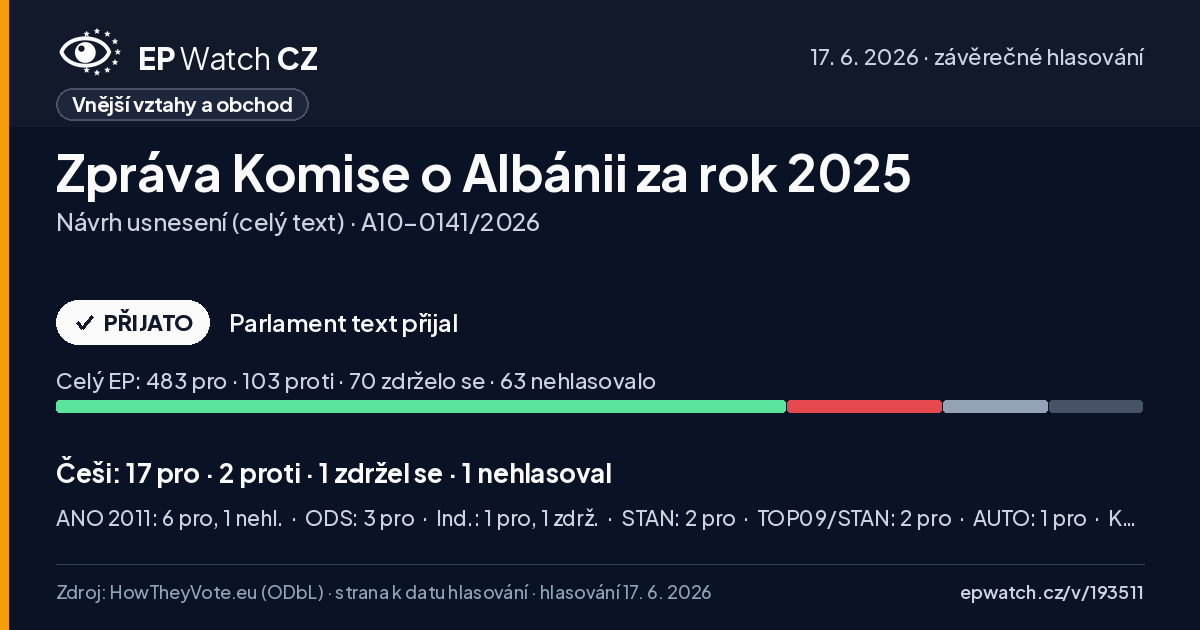 EP Watch CZ
17. 6. 2026 · závěrečné hlasování
Vnější vztahy a obchod
Zpráva Komise o Albánii za rok 2025
Návrh usnesení (celý text) · A10–0141/2026
✓ PŘIJATO Parlament text přijal
Celý EP: 483 pro · 103 proti · 70 zdrželo se · 63 nehlasovalo
Češi: 17 pro · 2 proti · 1 zdržel se · 1 nehlasoval
ANO 2011: 6 pro, 1 nehl. · ODS: 3 pro · Ind.: 1 pro, 1 zdrž. · STAN: 2 pro · TOP09/STAN: 2 pro · AUTO: 1 pro · K…
Zdroj: HowTheyVote.eu (ODbL) · strana k datu hlasování · hlasování 17. 6. 2026
epwatch.cz/v/193511